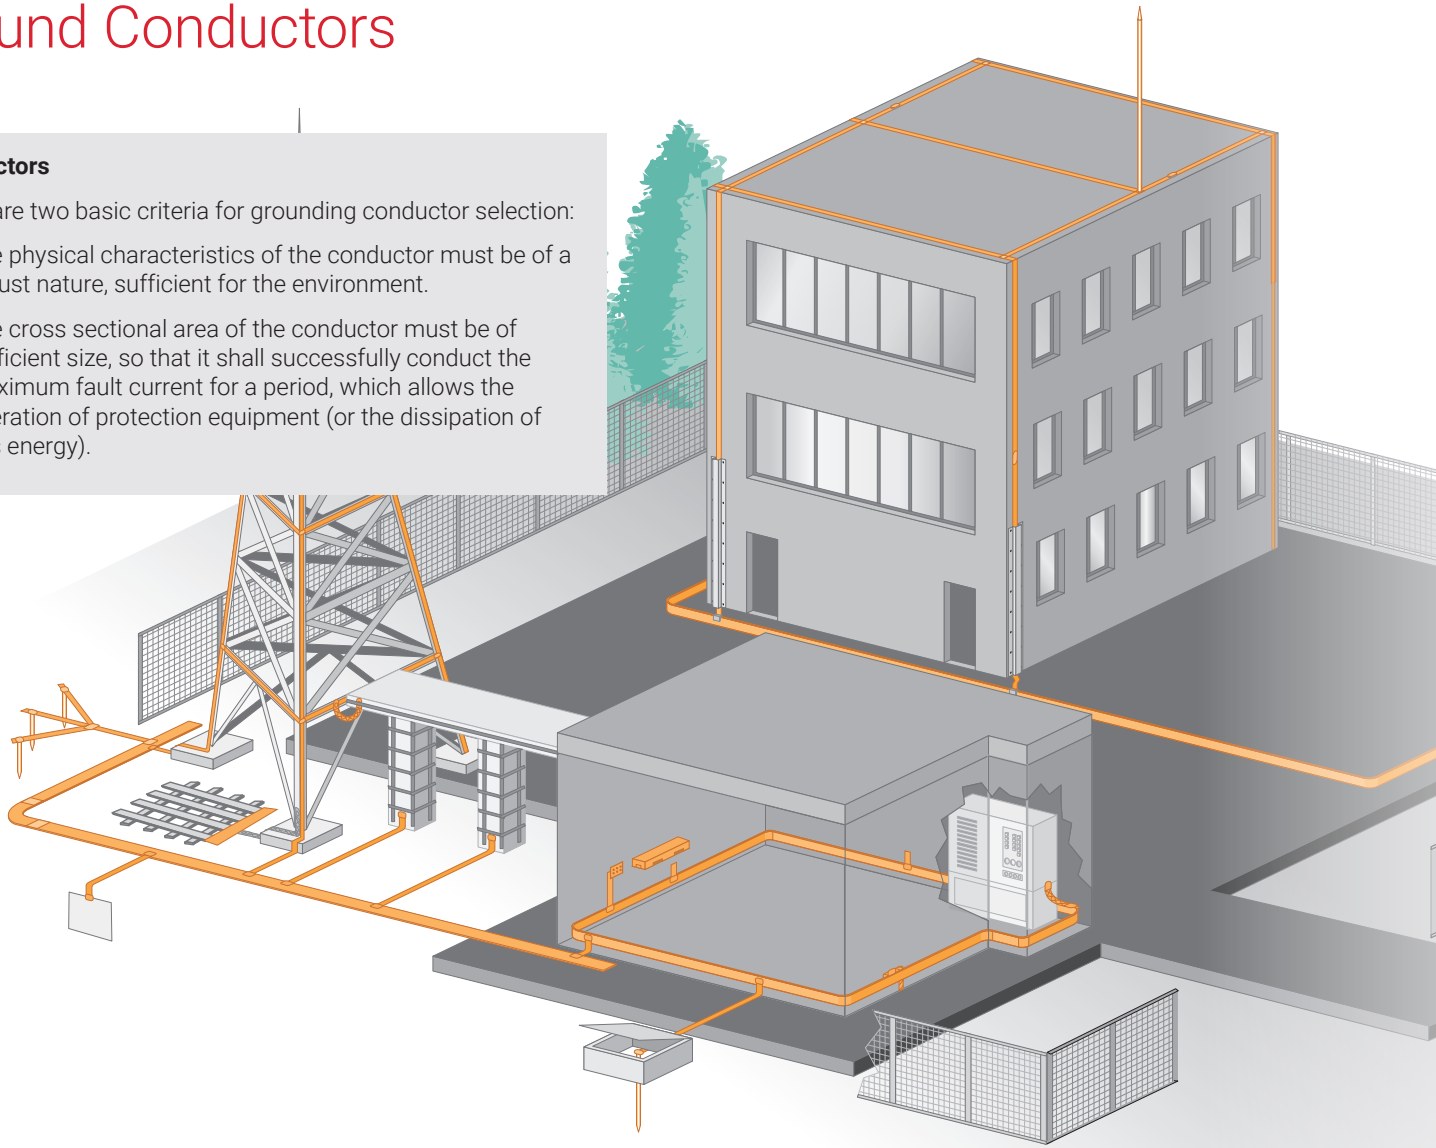 und Conductors
ctors
are two basic criteria for grounding conductor selection:
e physical characteristics of the conductor must be of a
ust nature, sufficient for the environment.
e cross sectional area of the conductor must be of
ficient size, so that it shall successfully conduct the
ximum fault current for a period, which allows the
eration of protection equipment (or the dissipation of
s energy).